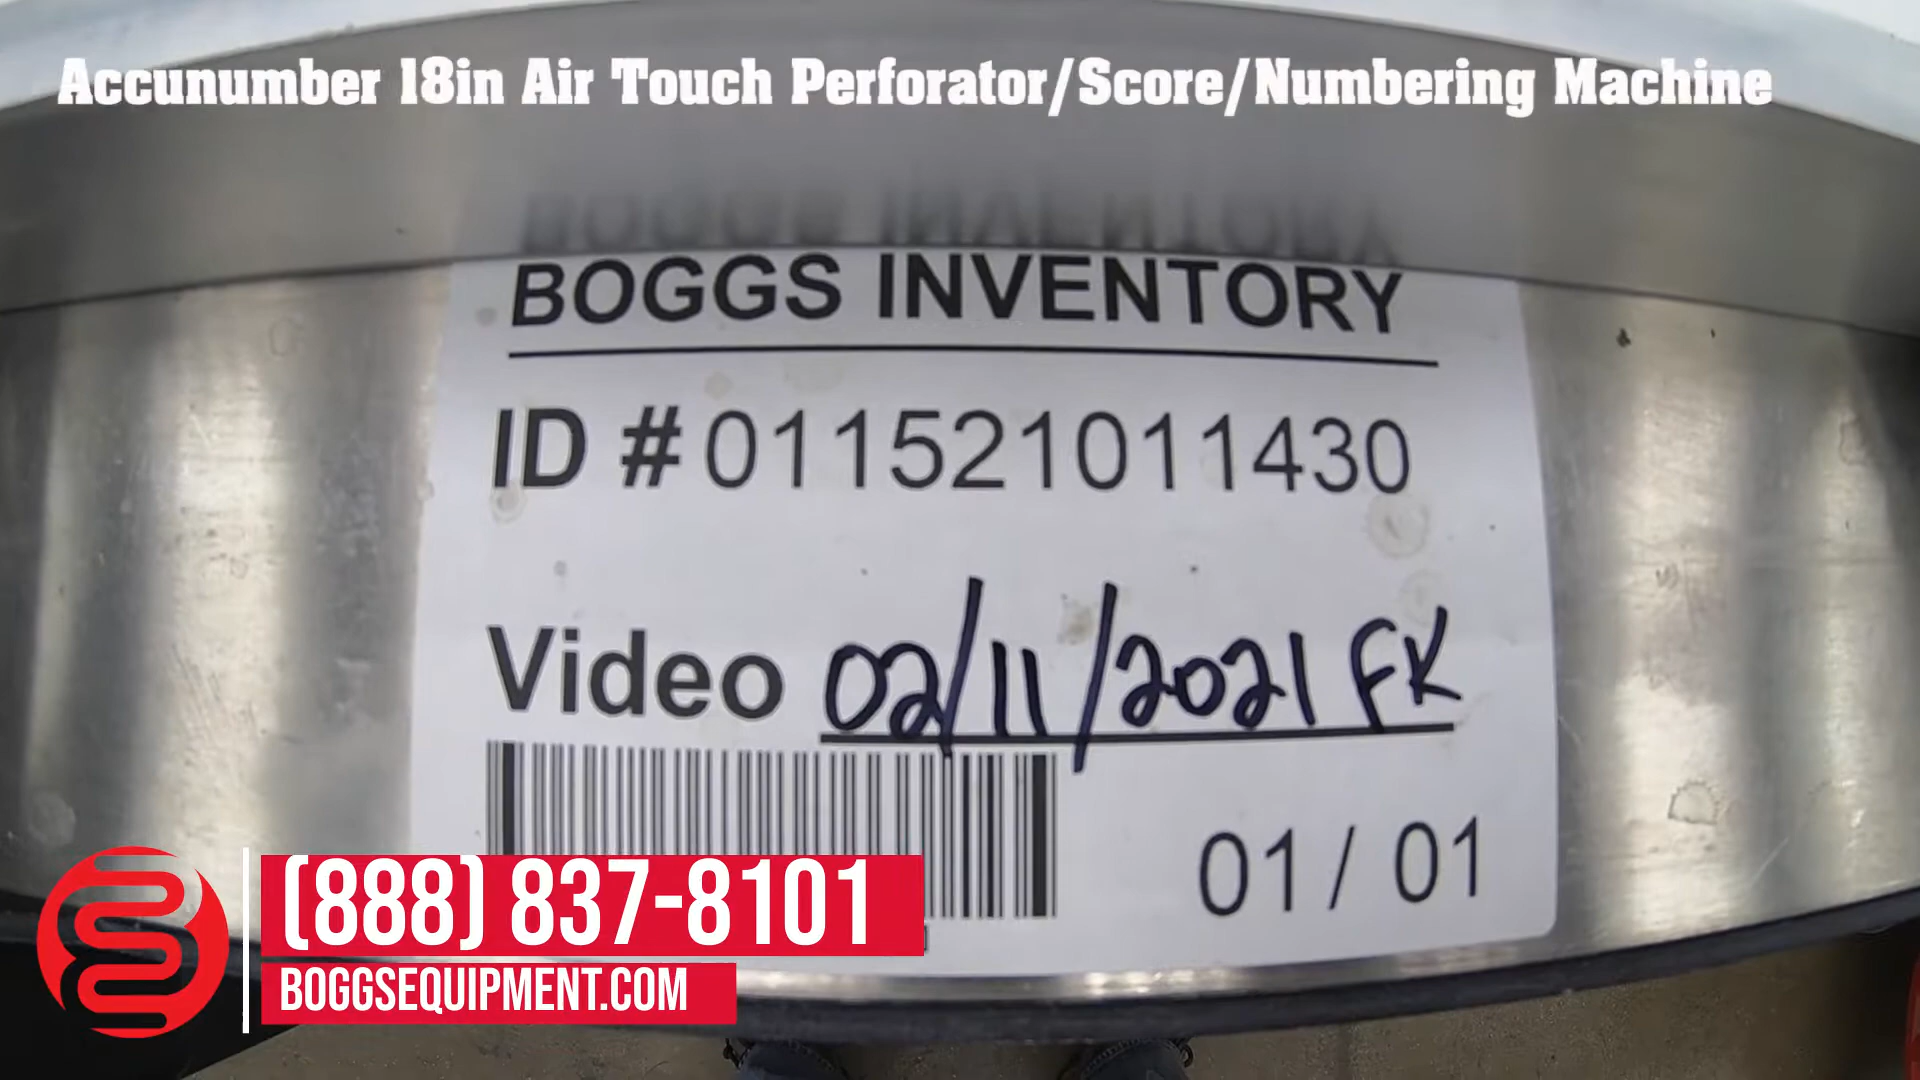 Accunumber 18in Air Touch Perforator/Score/Numbering Machine
BOGGS INVENTORY
ID # 011521011430
Video 02/11/2021 FK
01 / 01
(888) 837-8101
BOGGSEQUIPMENT.COM